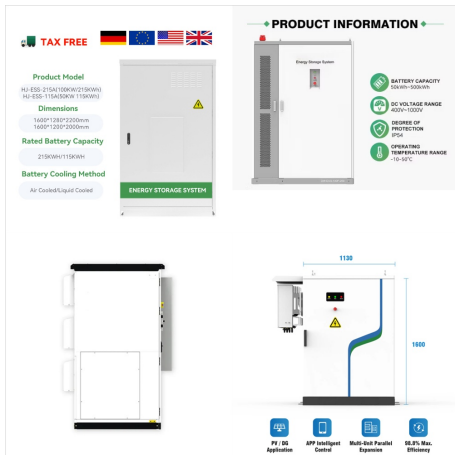 TAX FREE
Product Model
HJ-ESS-215A(100KW/215KWH)
HJ-ESS-115A(50KW 115KWh)
Dimensions
1600*1280*2200mm
1600*1200*2000mm
Rated Battery Capacity
215KWH/115KWH
Battery Cooling Method
Air Cooled/Liquid Cooled
ENERGY STORAGE SYSTEM
PRODUCT INFORMATION
Energy Storage System
BATTERY CAPACITY
50kWh~500kWh
DC VOLTAGE RANGE
400V~1000V
DEGREE OF
PROTECTION
IP54
OPERATING
TEMPERATURE RANGE
-10~50°C
1130
1600
PV / DG
Application
APP Intelligent
Control
Multi-Unit Parallel
Expansion
98.8% Max.
Efficiency